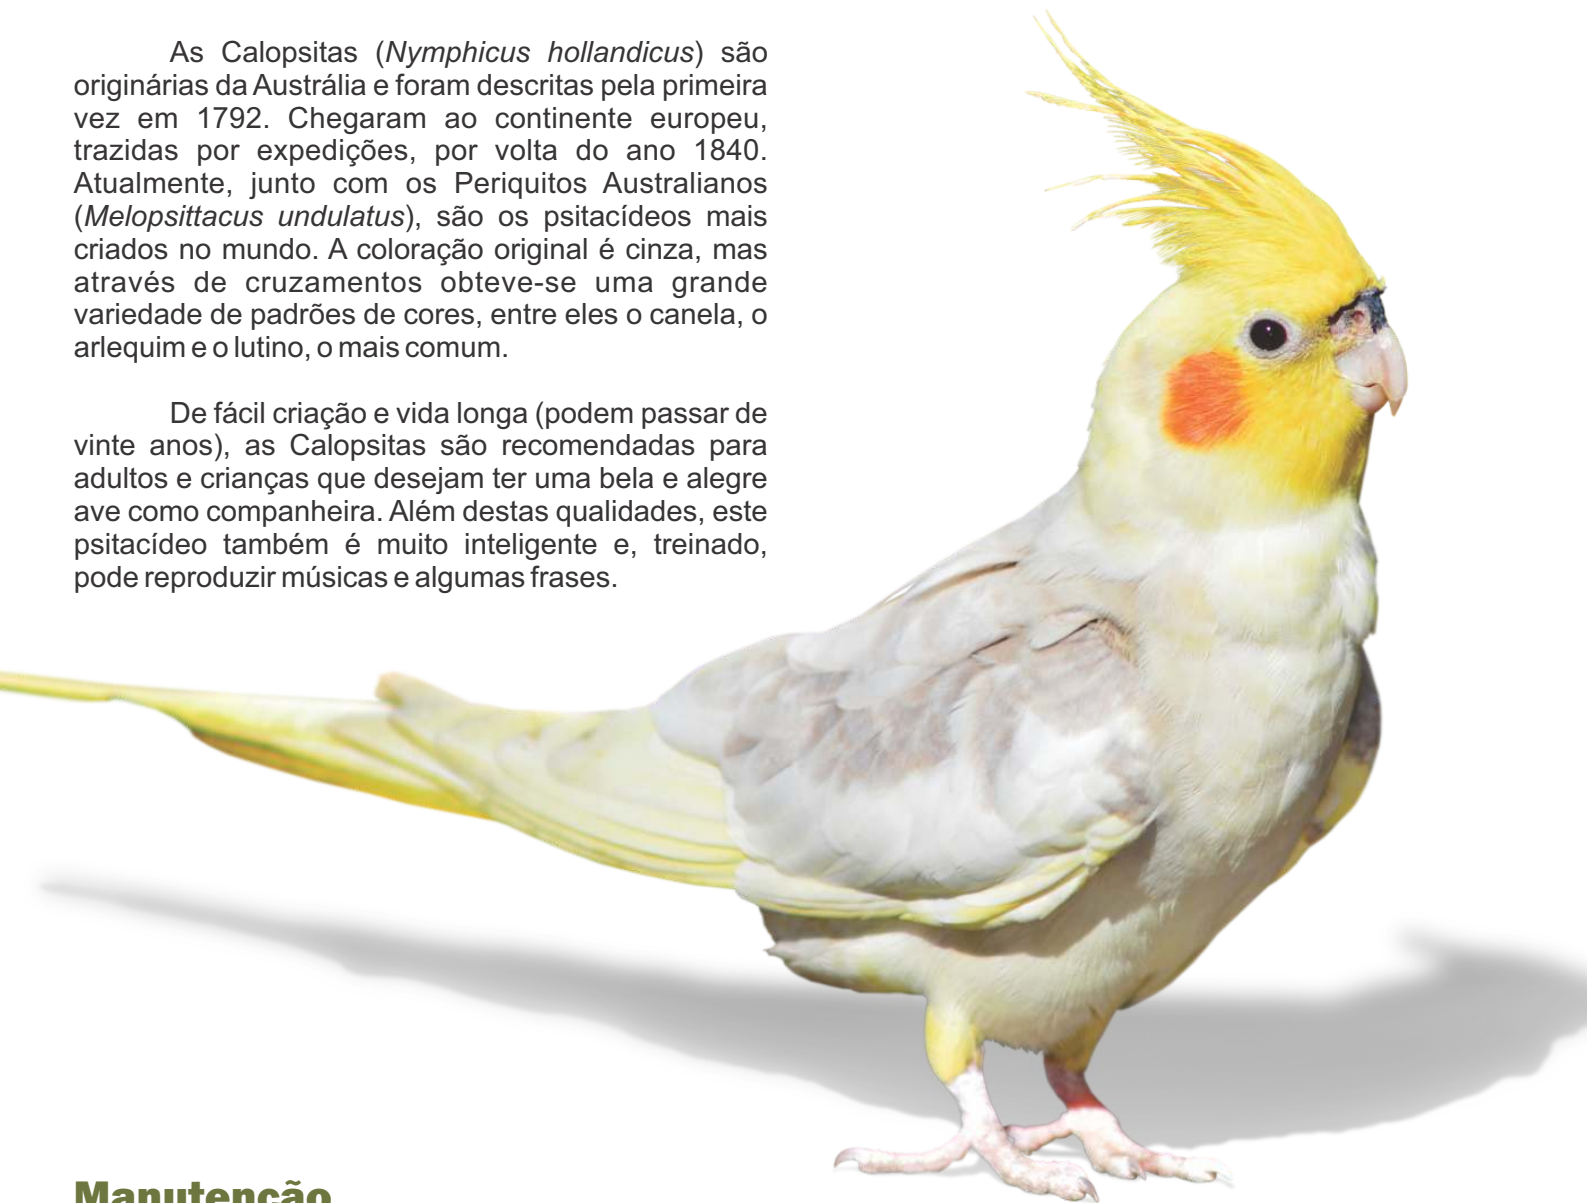 As Calopsitas (Nymphicus hollandicus) são
originárias da Austrália e foram descritas pela primeira
vez em 1792. Chegaram ao continente europeu,
trazidas por expedições, por volta do ano 1840.
Atualmente, junto com os Periquitos Australianos
(Melopsittacus undulatus), são os psitacídeos mais
criados no mundo. A coloração original é cinza, mas
através de cruzamentos obteve-se uma grande
variedade de padrões de cores, entre eles o canela, o
arlequim e o lutino, o mais comum.
De fácil criação e vida longa (podem passar de
vinte anos), as Calopsitas são recomendadas para
adultos e crianças que desejam ter uma bela e alegre
ave como companheira. Além destas qualidades, este
psitacídeo também é muito inteligente e, treinado,
pode reproduzir músicas e algumas frases.
Manutenção